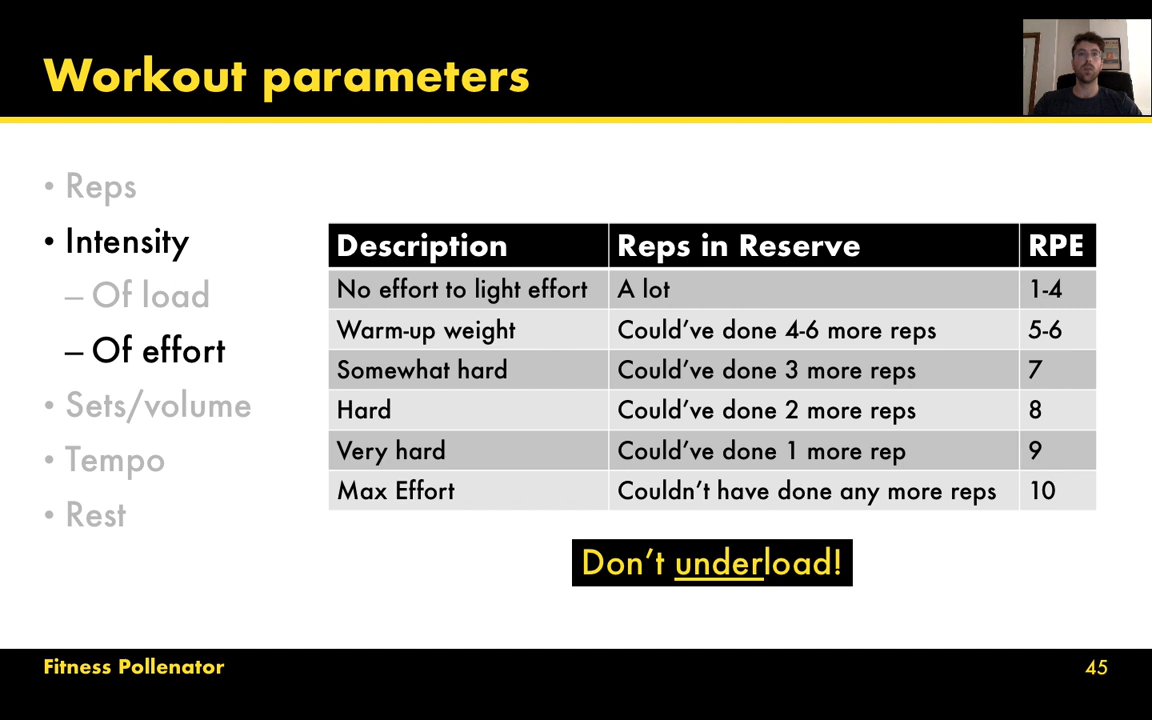 Workout parameters
• Reps
• Intensity
– Of load
– Of effort
• Sets/volume
• Tempo
• Rest
Description Reps in Reserve RPE
No effort to light effort A lot 1-4
Warm-up weight Could’ve done 4-6 more reps 5-6
Somewhat hard Could’ve done 3 more reps 7
Hard Could’ve done 2 more reps 8
Very hard Could’ve done 1 more rep 9
Max Effort Couldn’t have done any more reps 10
Don’t underload!
Fitness Pollenator 45